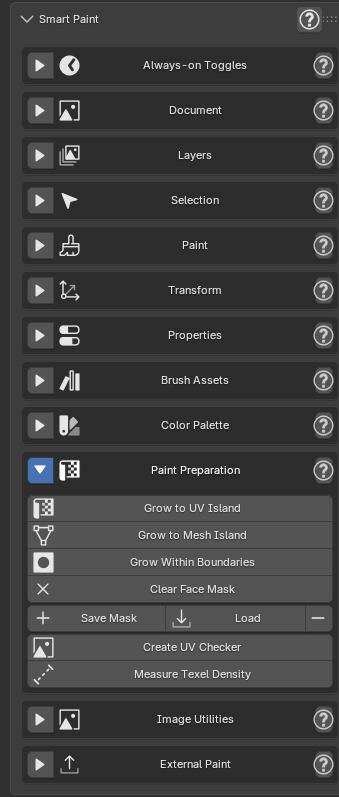 Smart Paint
Always-on Toggles
Document
Layers
Selection
Paint
Transform
Properties
Brush Assets
Color Palette
Paint Preparation
Grow to UV Island
Grow to Mesh Island
Grow Within Boundaries
Clear Face Mask
Save Mask Load
Create UV Checker
Measure Texel Density
Image Utilities
External Paint